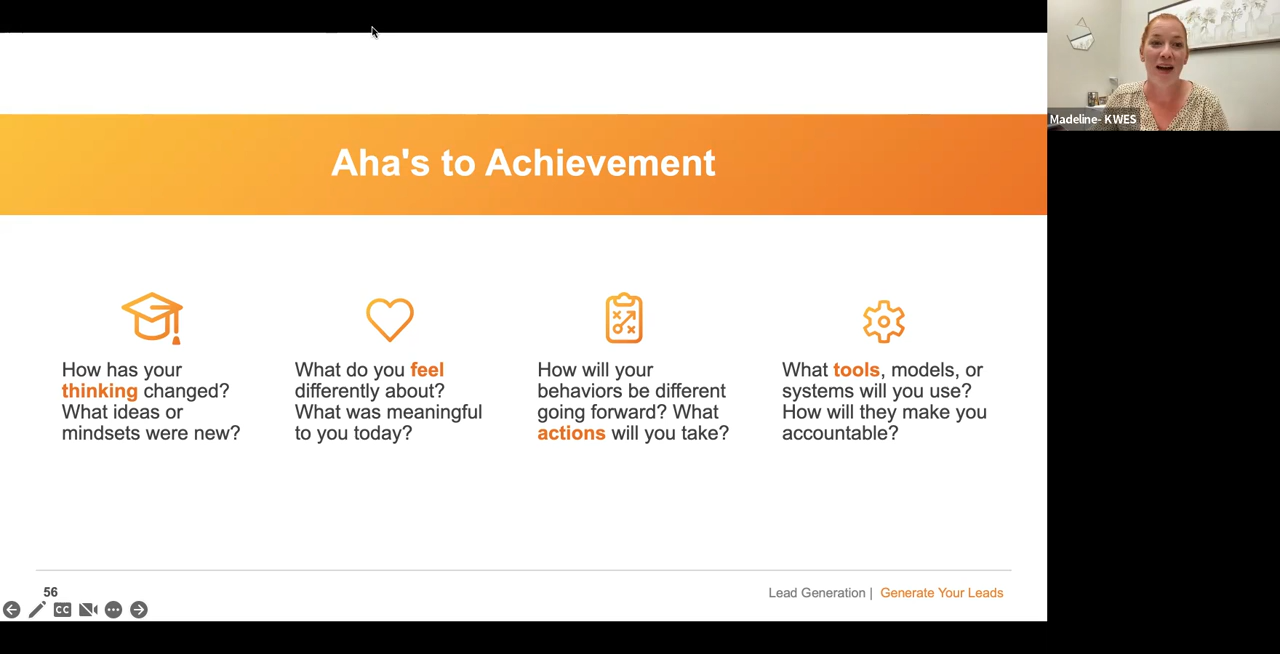 Aha's to Achievement
How has your
thinking changed?
What ideas or
mindsets were new?
What do you feel
differently about?
What was meaningful
to you today?
How will your
behaviors be different
going forward? What
actions will you take?
What tools, models, or
systems will you use?
How will they make you
accountable?
56
Lead Generation | Generate Your Leads
CC
Madeline- KWES